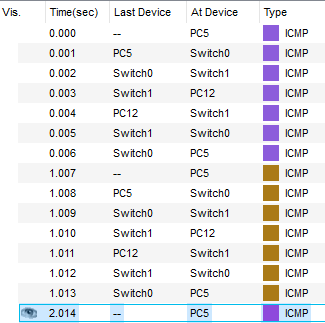 Vis. Time(sec) Last Device At Device Type
0.000 -- PC5 ICMP
0.001 PC5 Switch0 ICMP
0.002 Switch0 Switch1 ICMP
0.003 Switch1 PC12 ICMP
0.004 PC12 Switch1 ICMP
0.005 Switch1 Switch0 ICMP
0.006 Switch0 PC5 ICMP
1.007 -- PC5 ICMP
1.008 PC5 Switch0 ICMP
1.009 Switch0 Switch1 ICMP
1.010 Switch1 PC12 ICMP
1.011 PC12 Switch1 ICMP
1.012 Switch1 Switch0 ICMP
1.013 Switch0 PC5 ICMP
2.014 -- PC5 ICMP